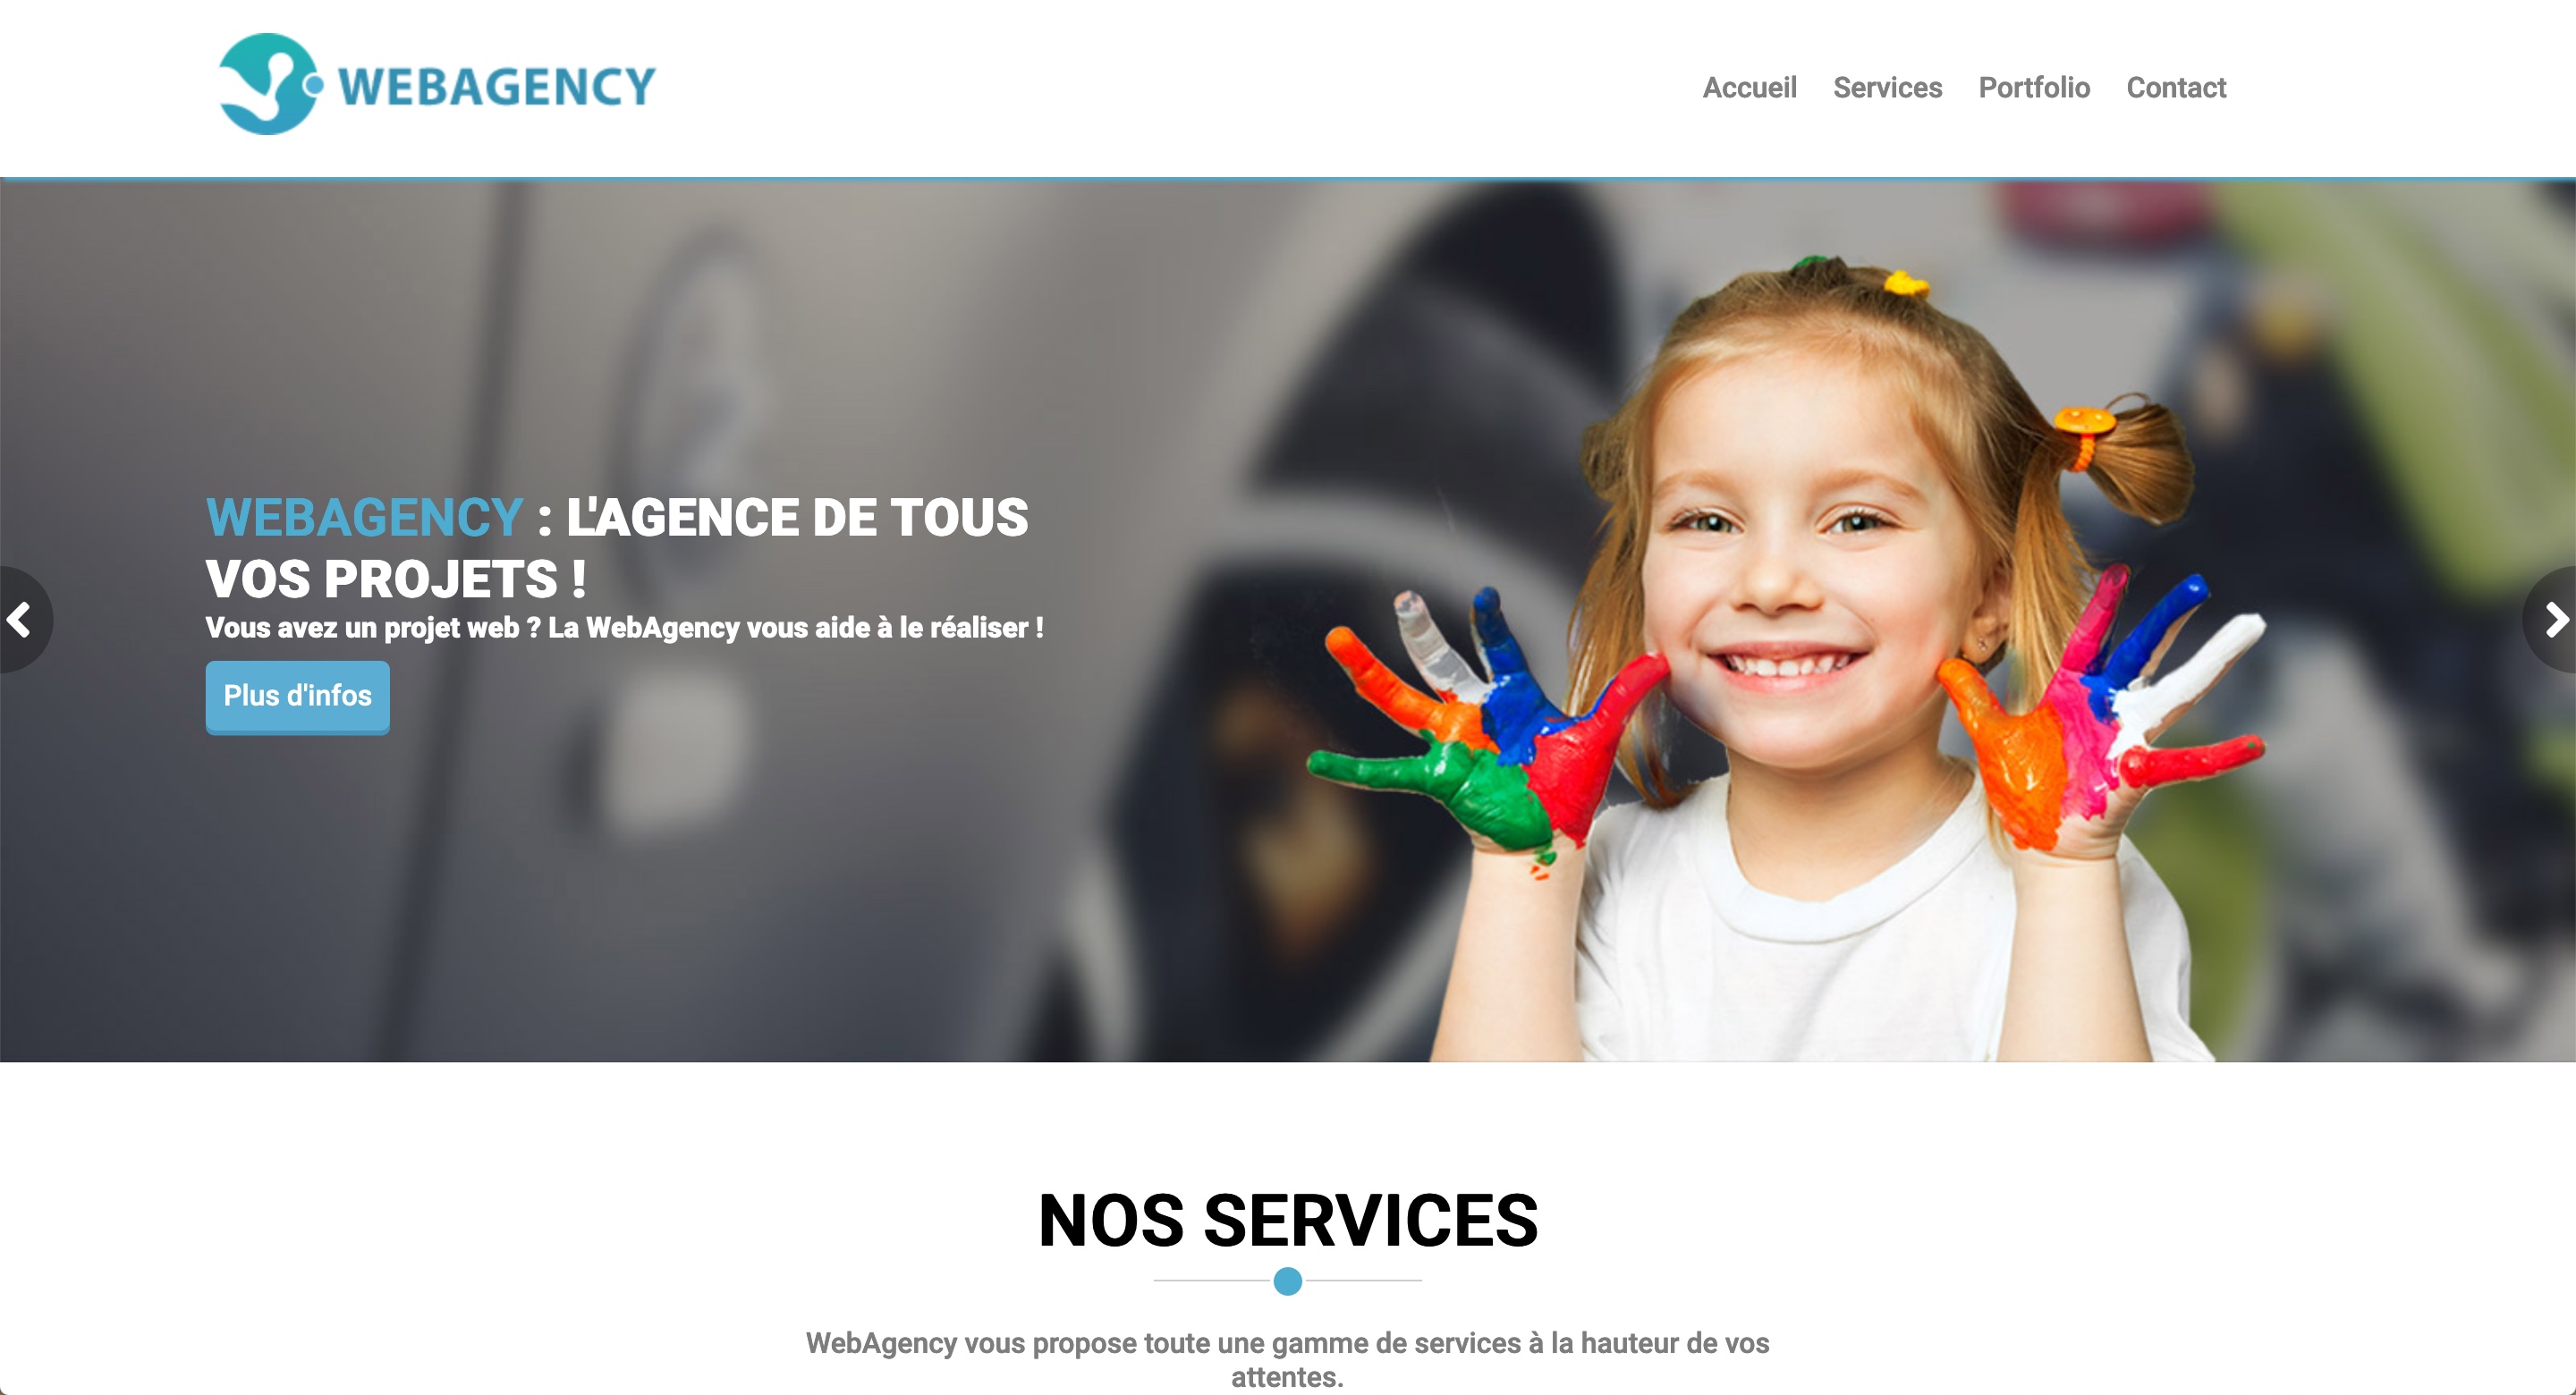 WEBAGENCY
Accueil Services Portfolio Contact
WEBAGENCY : L'AGENCE DE TOUS
VOS PROJETS !
Vous avez un projet web ? La WebAgency vous aide à le réaliser !
Plus d'infos
NOS SERVICES
WebAgency vous propose toute une gamme de services à la hauteur de vos
attentes.